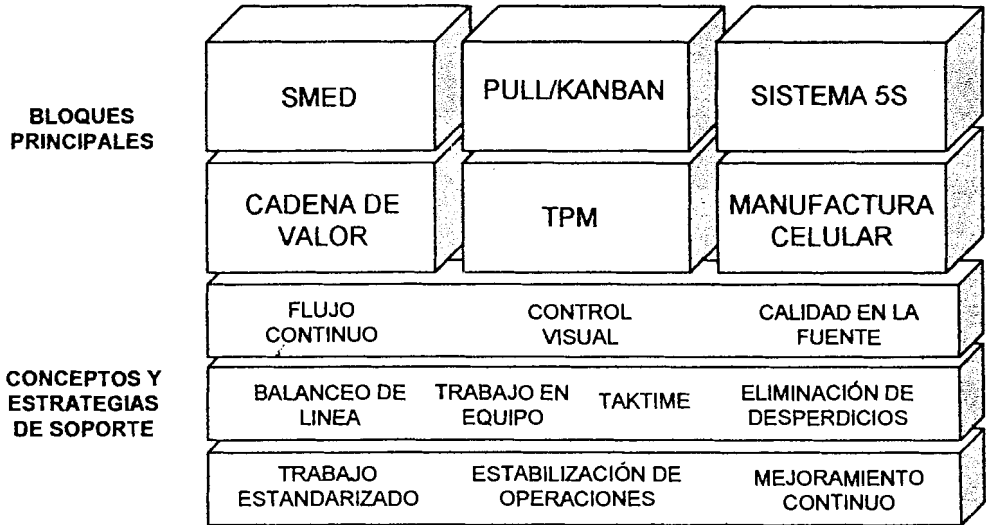 BLOQUES
PRINCIPALES
SMED
PULL/KANBAN
SISTEMA 5S
CADENA DE
VALOR
TPM
MANUFACTURA
CELULAR
CONCEPTOS Y
ESTRATEGIAS
DE SOPORTE
FLUJO
CONTINUO
CONTROL
VISUAL
CALIDAD EN LA
FUENTE
BALANCEO DE
LINEA
TRABAJO EN
EQUIPO
TAKTIME
ELIMINACIÓN DE
DESPERDICIOS
TRABAJO
ESTANDARIZADO
ESTABILIZACIÓN DE
OPERACIONES
MEJORAMIENTO
CONTINUO